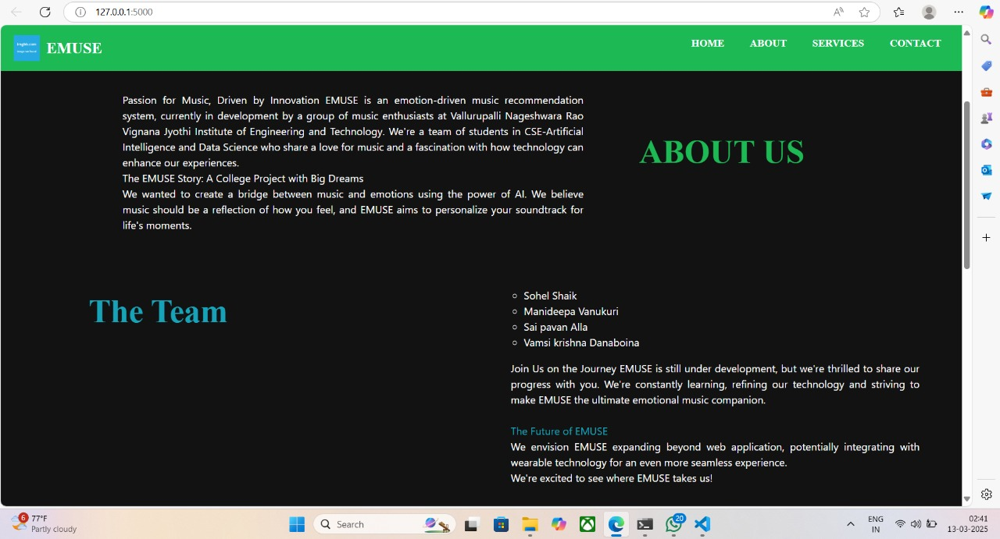 127.0.0.1:5000
EMUSE
HOME ABOUT SERVICES CONTACT
Passion for Music, Driven by Innovation EMUSE is an emotion-driven music recommendation
system, currently in development by a group of music enthusiasts at Vallurupalli Nageshwara Rao
Vignana Jyothi Institute of Engineering and Technology. We're a team of students in CSE-Artificial
Intelligence and Data Science who share a love for music and a fascination with how technology can
enhance our experiences.
The EMUSE Story: A College Project with Big Dreams
We wanted to create a bridge between music and emotions using the power of AI. We believe
music should be a reflection of how you feel, and EMUSE aims to personalize your soundtrack for
life's moments.
ABOUT US
The Team
Sohel Shaik
Manideepa Vanukuri
Sai pavan Alla
Vamsi krishna Danaboina
Join Us on the Journey EMUSE is still under development, but we're thrilled to share our
progress with you. We're constantly learning, refining our technology and striving to
make EMUSE the ultimate emotional music companion.
The Future of EMUSE
We envision EMUSE expanding beyond web application, potentially integrating with
wearable technology for an even more seamless experience.
We're excited to see where EMUSE takes us!
6
77°F
Partly cloudy
Search
20
ENG
IN
02:41
13-03-2025